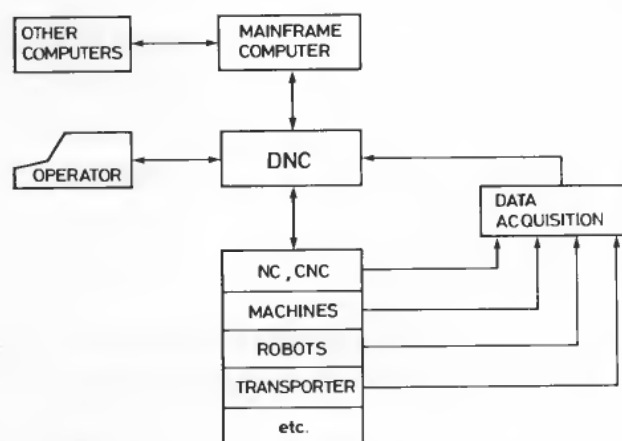 OTHER
COMPUTERS
MAINFRAME
COMPUTER
OPERATOR
DNC
DATA
ACQUISITION
NC, CNC
MACHINES
ROBOTS
TRANSPORTER
etc.